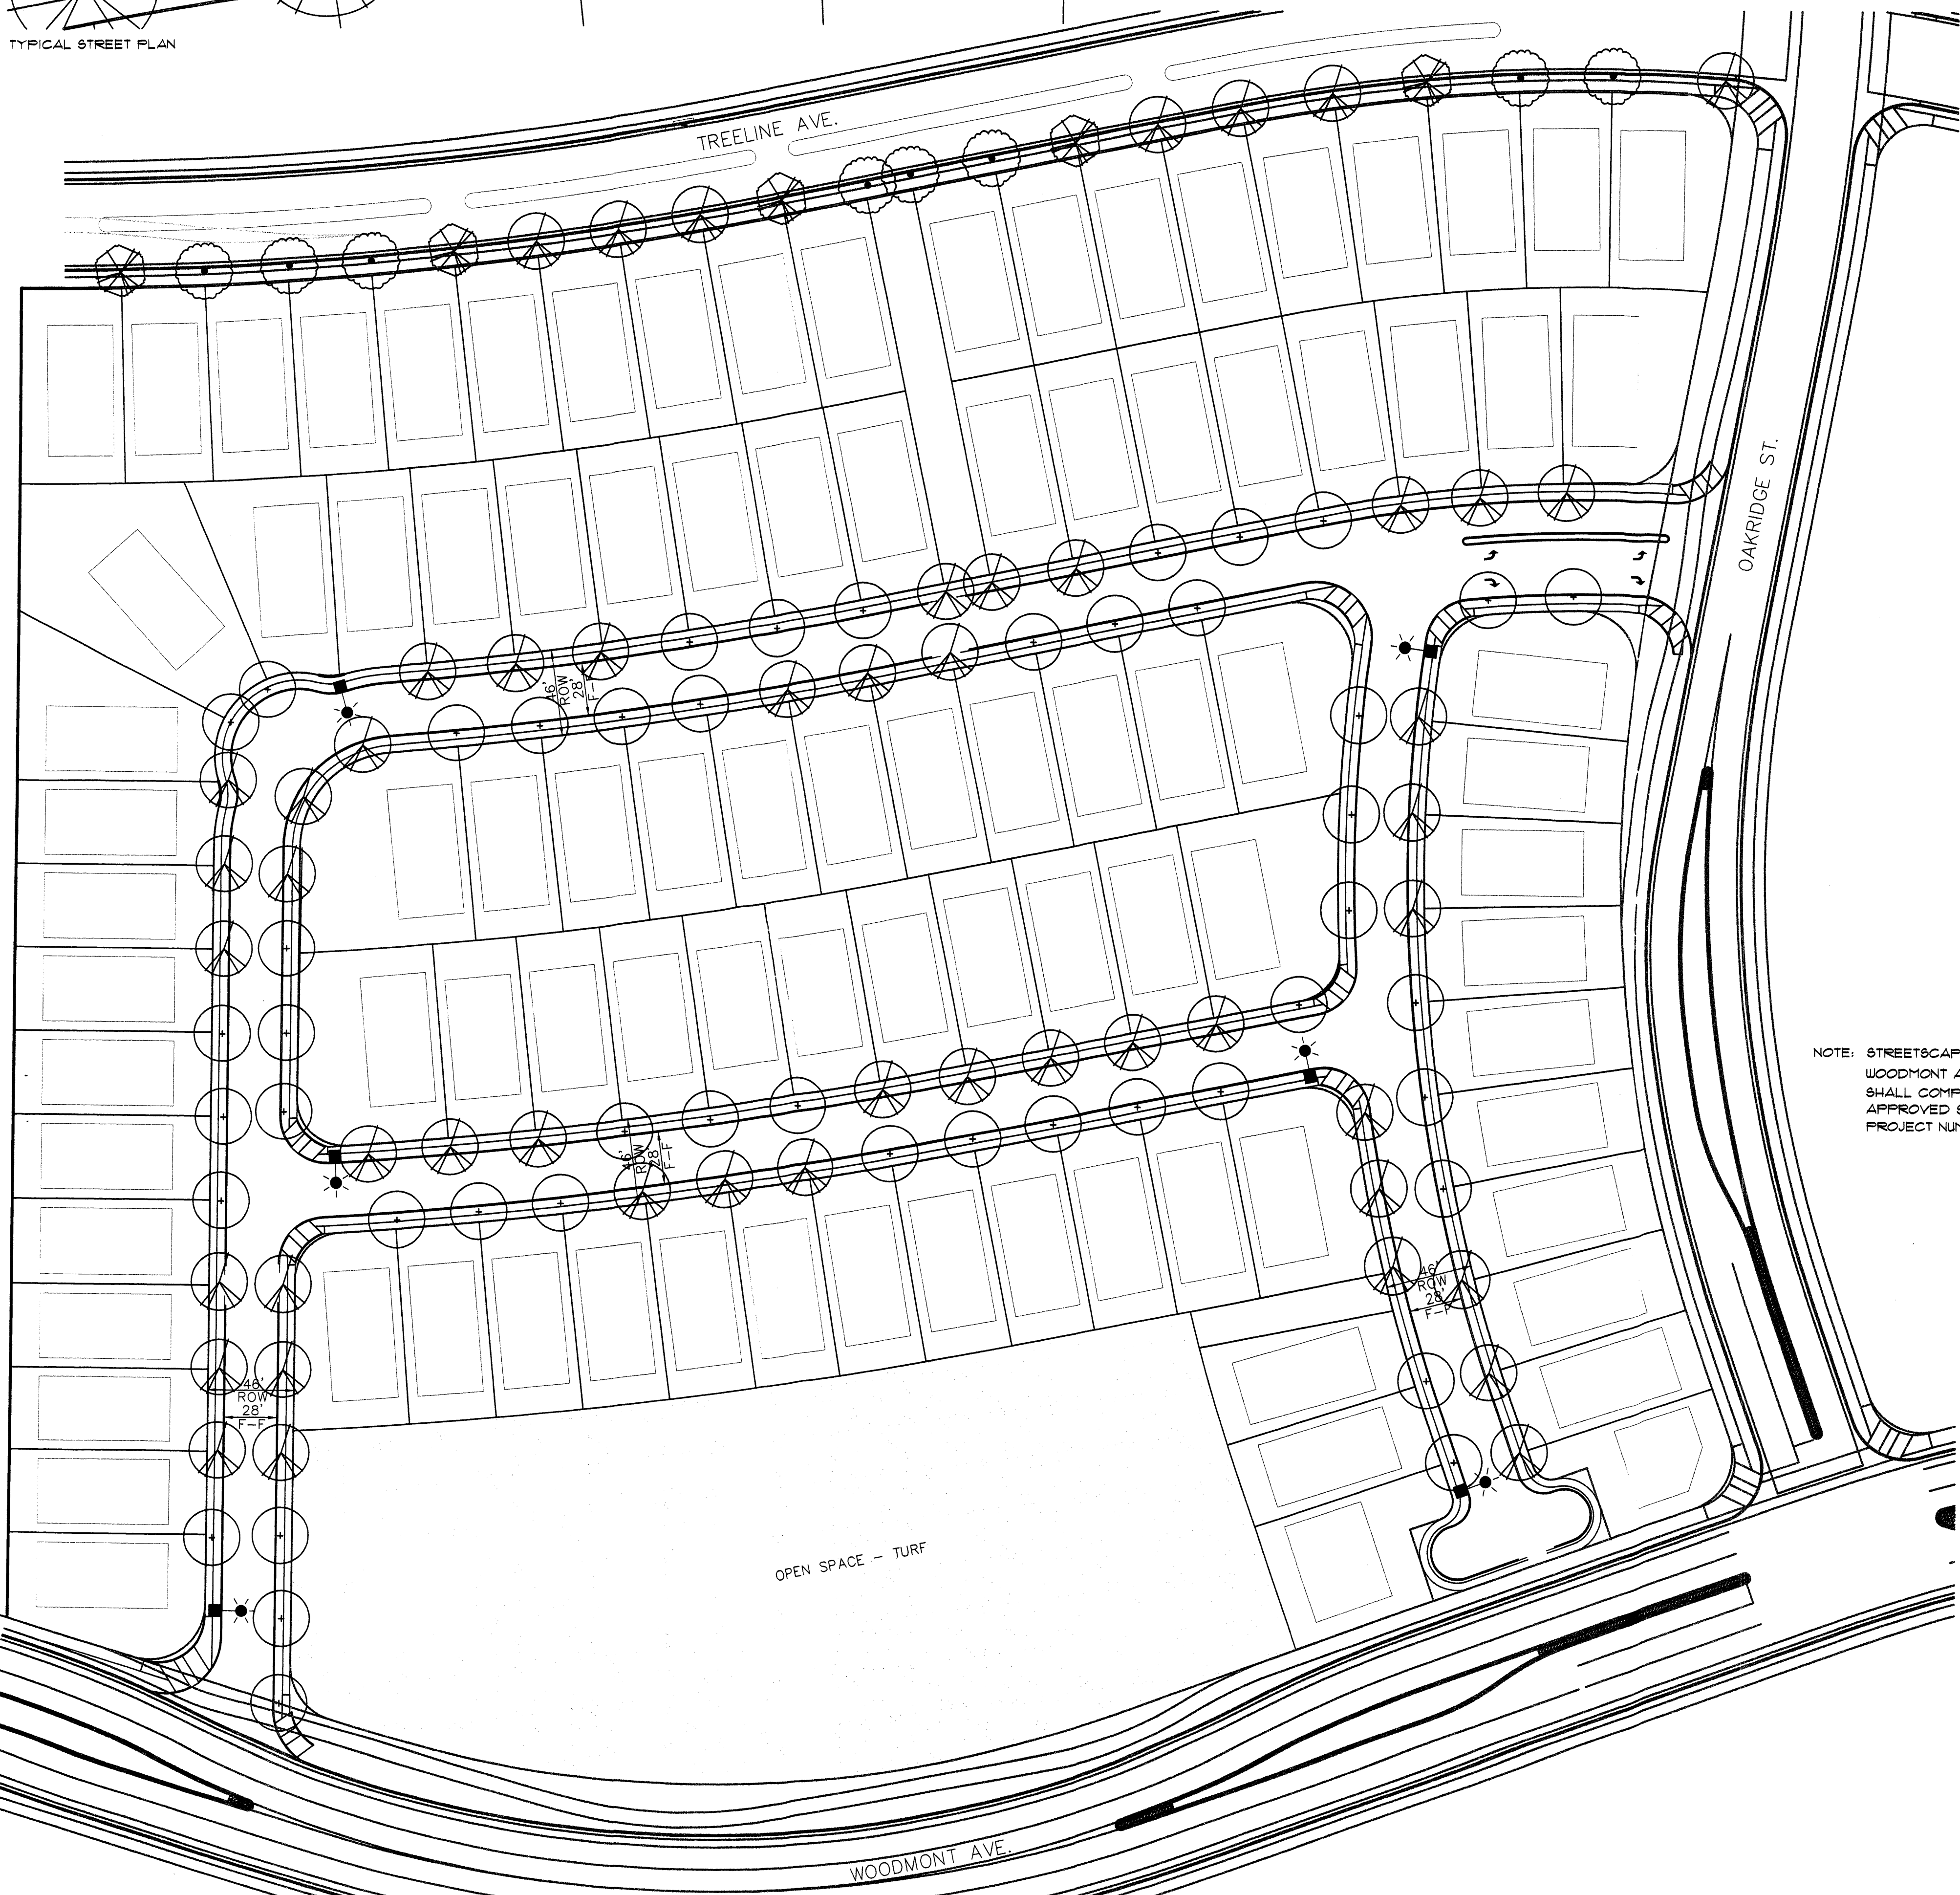 TYPICAL STREET PLAN
TREELINE AVE.
OAKRIDGE ST.
46'
ROW
28'
F-F
NOTE: STREETSCAP
WOODMONT A
SHALL COMP
APPROVED S
PROJECT NUM
46'
ROW
28'
F-F
46'
ROW
28'
F-F
46'
ROW
28'
F-F
OPEN SPACE - TURF
WOODMONT AVE.